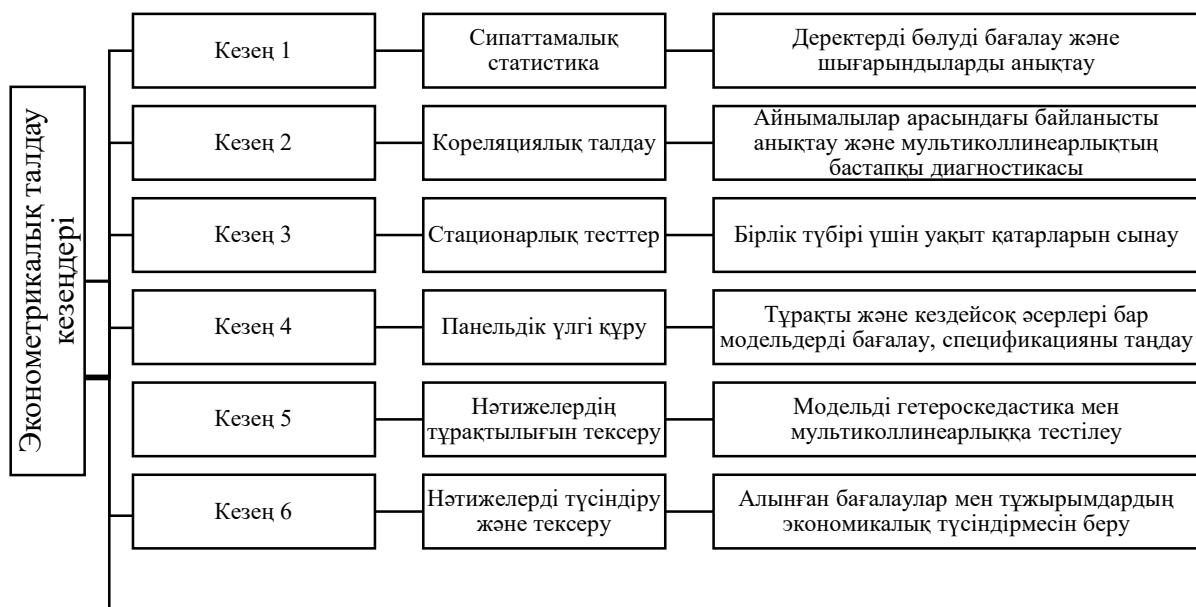 Эконометрикалық талдау
кезеңдері
Кезең 1
Сипаттамалық
статистика
Деректерді бөлуді бағалау және
шығарындыларды анықтау
Кезең 2
Кореляциялық талдау
Айнымалылар арасындағы байланысты
анықтау және мультиколлинеарлықтың
бастапқы диагностикасы
Кезең 3
Стационарлық тесттер
Бірлік түбірі үшін уақыт қатарларын сынау
Кезең 4
Панельдік үлгі құру
Тұрақты және кездейсоқ әсерлері бар
модельдерді бағалау, спецификацияны таңдау
Кезең 5
Нәтижелердің
тұрақтылығын тексеру
Модельді гетероскедастика мен
мультиколлинеарлыққа тестілеу
Кезең 6
Нәтижелерді түсіндіру
және тексеру
Алынған бағалаулар мен тұжырымдардың
экономикалық түсіндірмесін беру